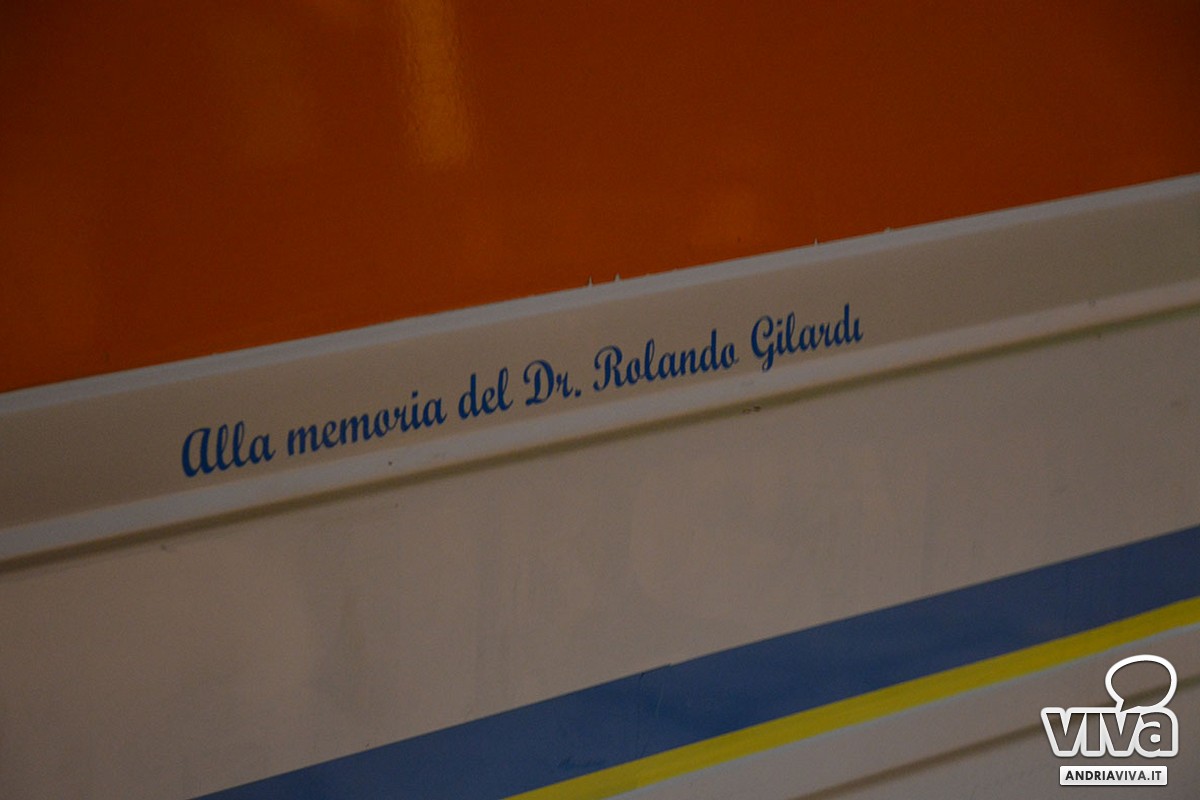 Alla memoria del Dr. Rolando Gilardi
viva
ANDRIAVIVA.IT